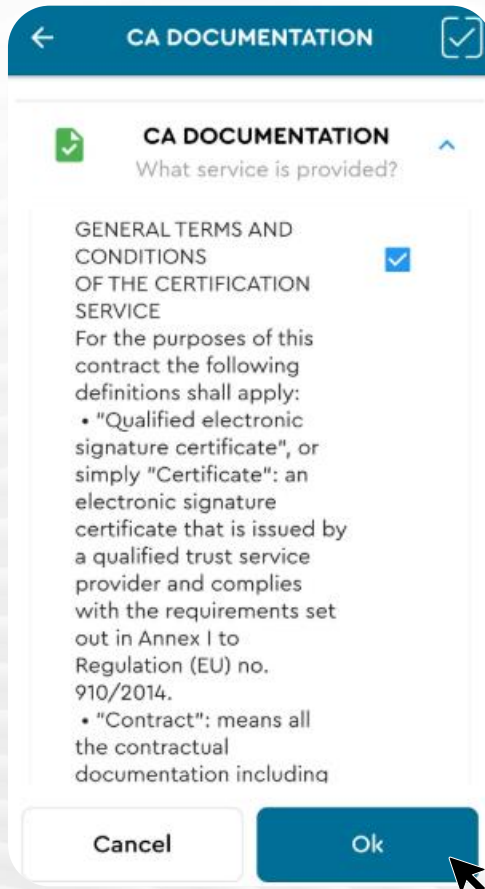 CA DOCUMENTATION
CA DOCUMENTATION
What service is provided?
GENERAL TERMS AND
CONDITIONS
OF THE CERTIFICATION
SERVICE
For the purposes of this
contract the following
definitions shall apply:
• "Qualified electronic
signature certificate", or
simply "Certificate": an
electronic signature
certificate that is issued by
a qualified trust service
provider and complies
with the requirements set
out in Annex I to
Regulation (EU) no.
910/2014.
• "Contract": means all
the contractual
documentation including
Cancel
Ok